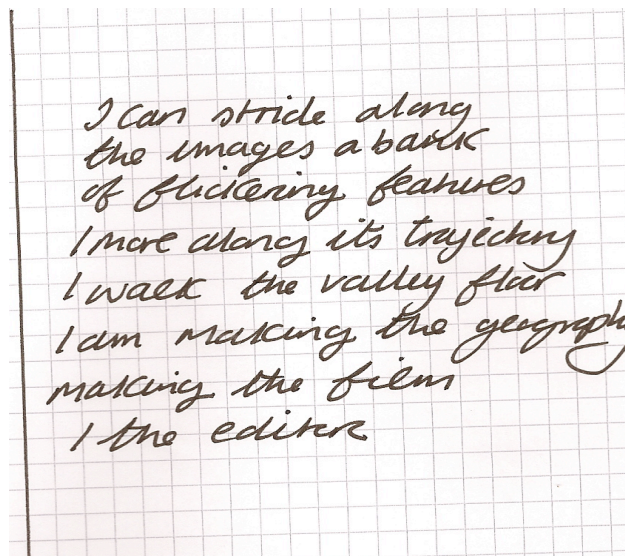 I can stride along
the images a bank
of flickering features
I move along its trajectory
I walk the valley floor
I am making the geography
making the film
I the editor